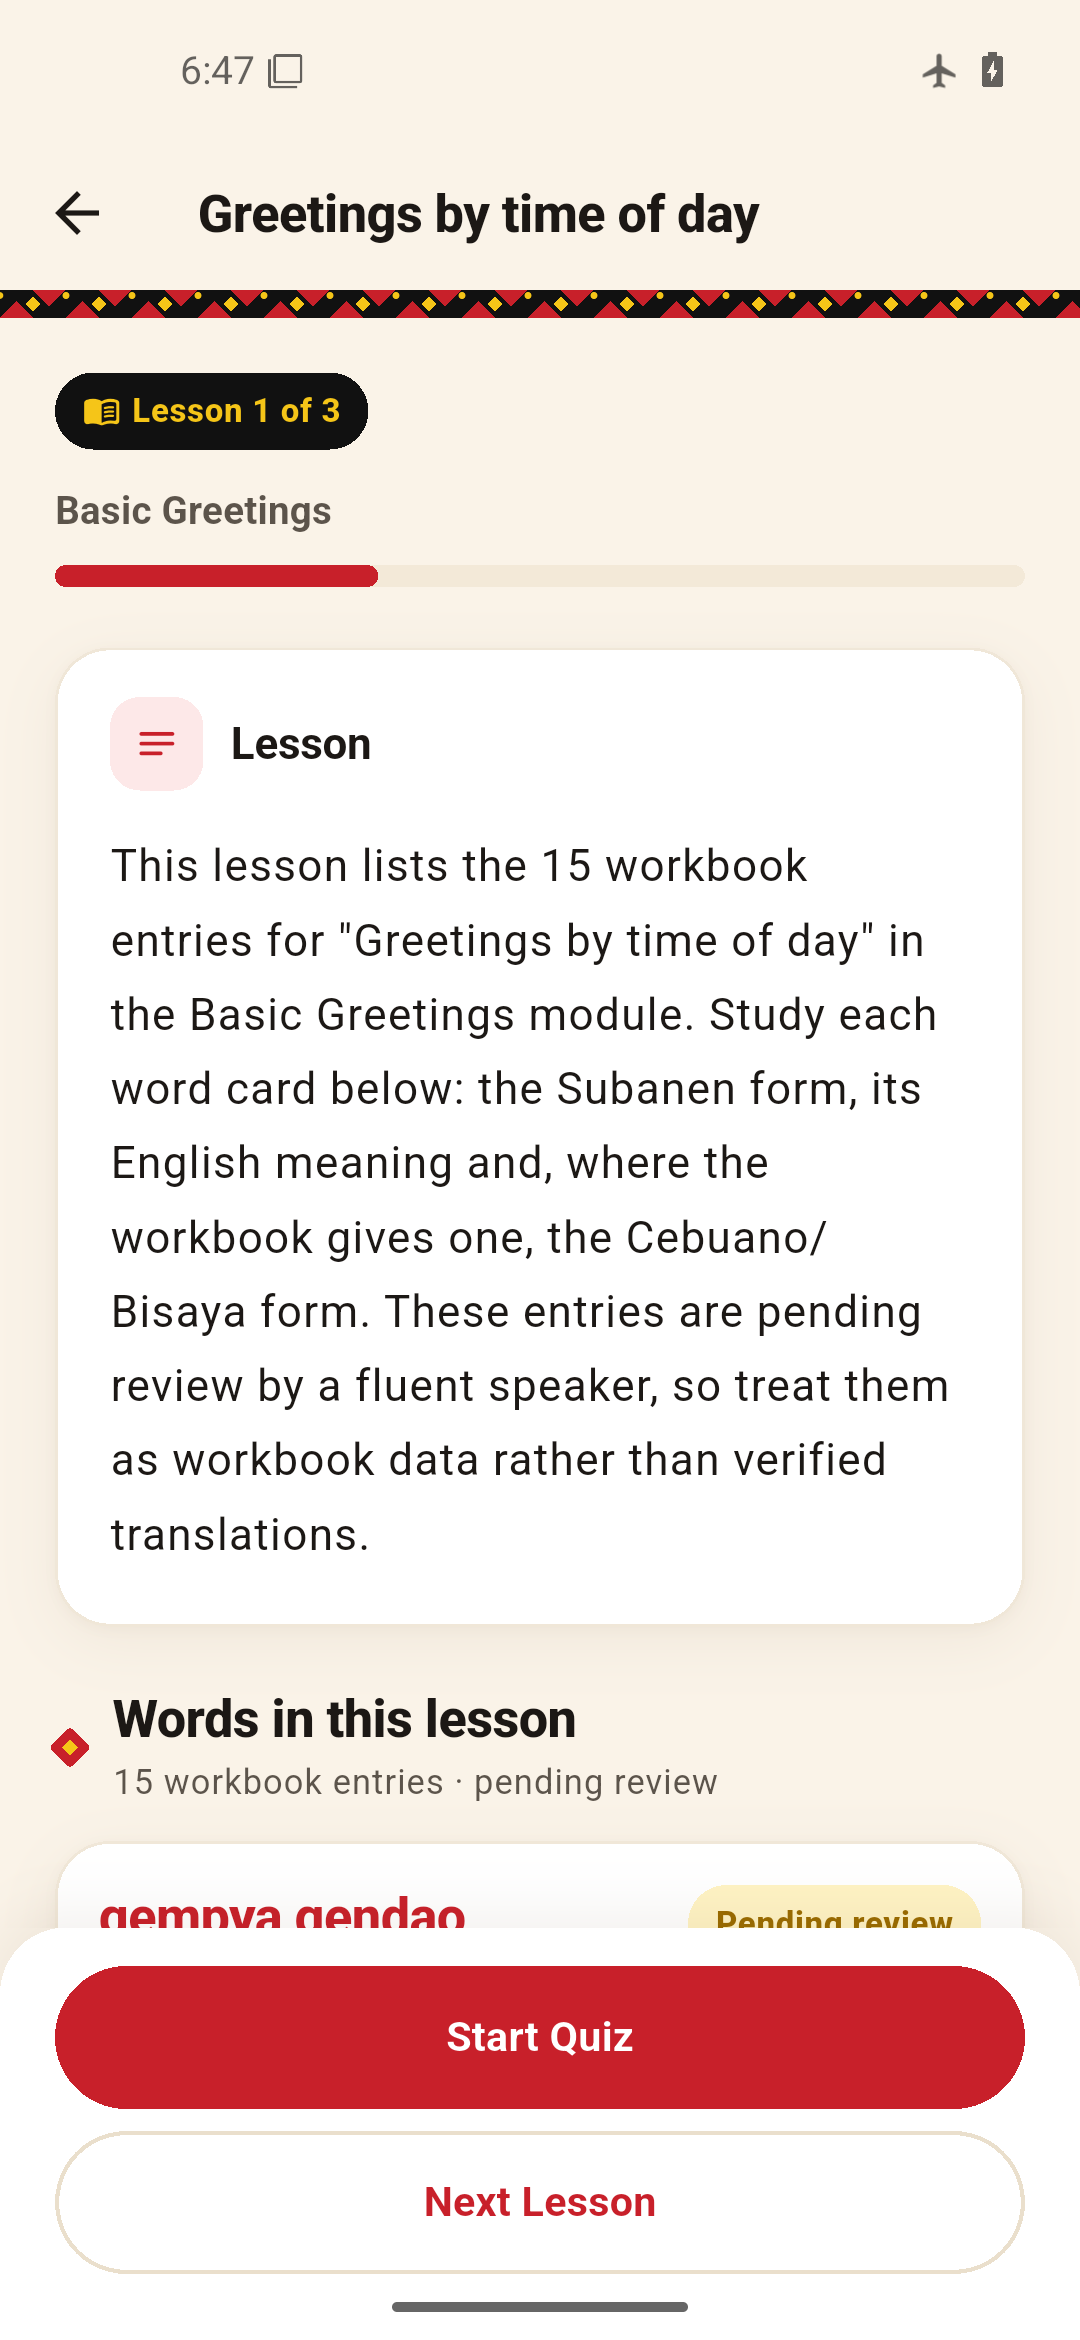 6:47
Greetings by time of day
Lesson 1 of 3
Basic Greetings
Lesson
This lesson lists the 15 workbook
entries for "Greetings by time of day" in
the Basic Greetings module. Study each
word card below: the Subanen form, its
English meaning and, where the
workbook gives one, the Cebuano/
Bisaya form. These entries are pending
review by a fluent speaker, so treat them
as workbook data rather than verified
translations.
Words in this lesson
15 workbook entries · pending review
Pending review
Start Quiz
Next Lesson